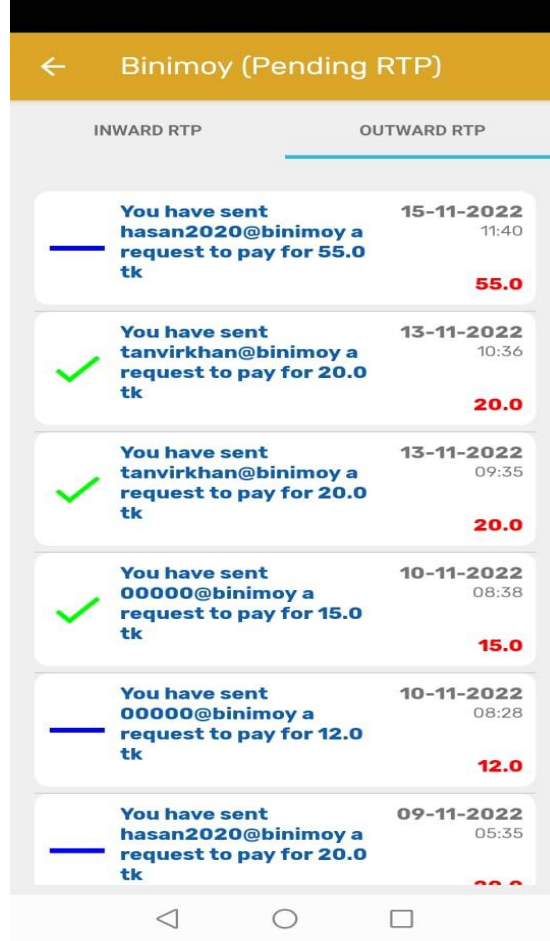 Binimoy (Pending RTP)
INWARD RTP
OUTWARD RTP
You have sent
hasan2020@binimoy a
request to pay for 55.0
tk
15-11-2022
11:40
55.0
You have sent
tanvirkhan@binimoy a
request to pay for 20.0
tk
13-11-2022
10:36
20.0
You have sent
tanvirkhan@binimoy a
request to pay for 20.0
tk
13-11-2022
09:35
20.0
You have sent
00000@binimoy a
request to pay for 15.0
tk
10-11-2022
08:38
15.0
You have sent
00000@binimoy a
request to pay for 12.0
tk
10-11-2022
08:28
12.0
You have sent
hasan2020@binimoy a
request to pay for 20.0
tk
09-11-2022
05:35